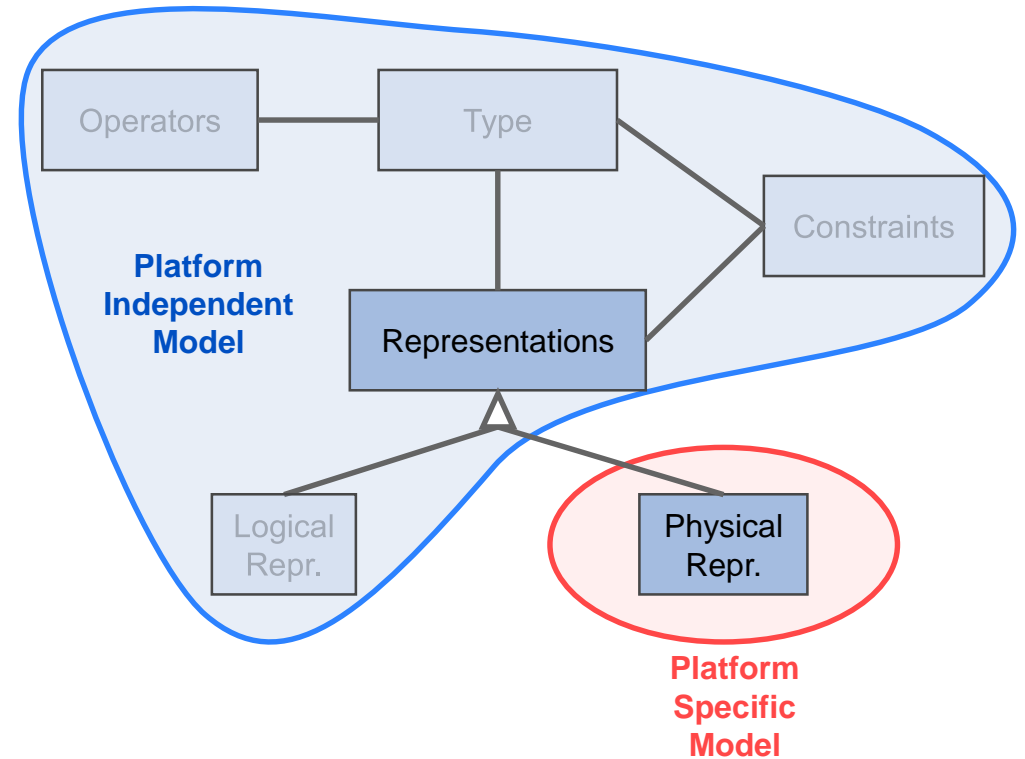 Operators
Type
Constraints
Platform
Independent
Model
Representations
Logical
Repr.
Physical
Repr.
Platform
Specific
Model